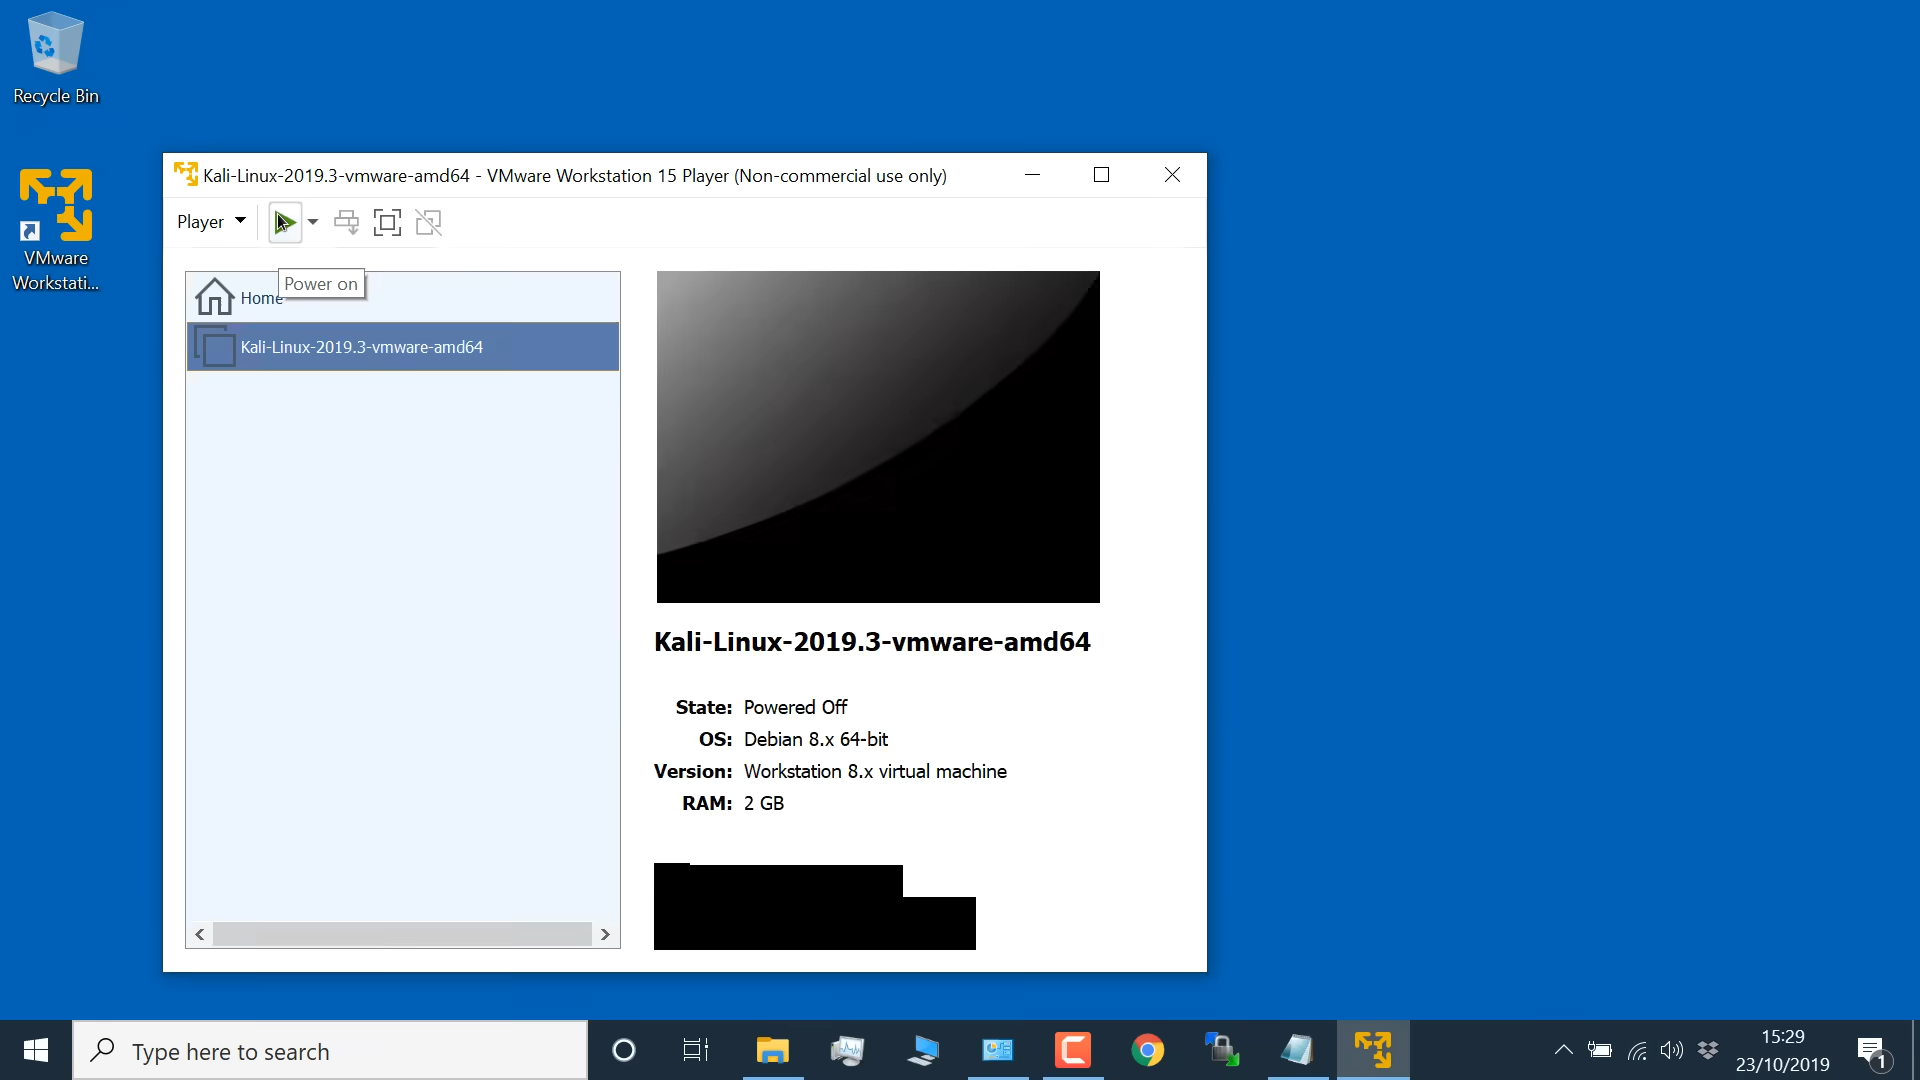 Recycle Bin
VMware
Workstati...
Kali-Linux-2019.3-vmware-amd64 - VMware Workstation 15 Player (Non-commercial use only)
Player
Power on
Home
Kali-Linux-2019.3-vmware-amd64
Kali-Linux-2019.3-vmware-amd64
State: Powered Off
OS: Debian 8.x 64-bit
Version: Workstation 8.x virtual machine
RAM: 2 GB
Type here to search
15:29
23/10/2019
1